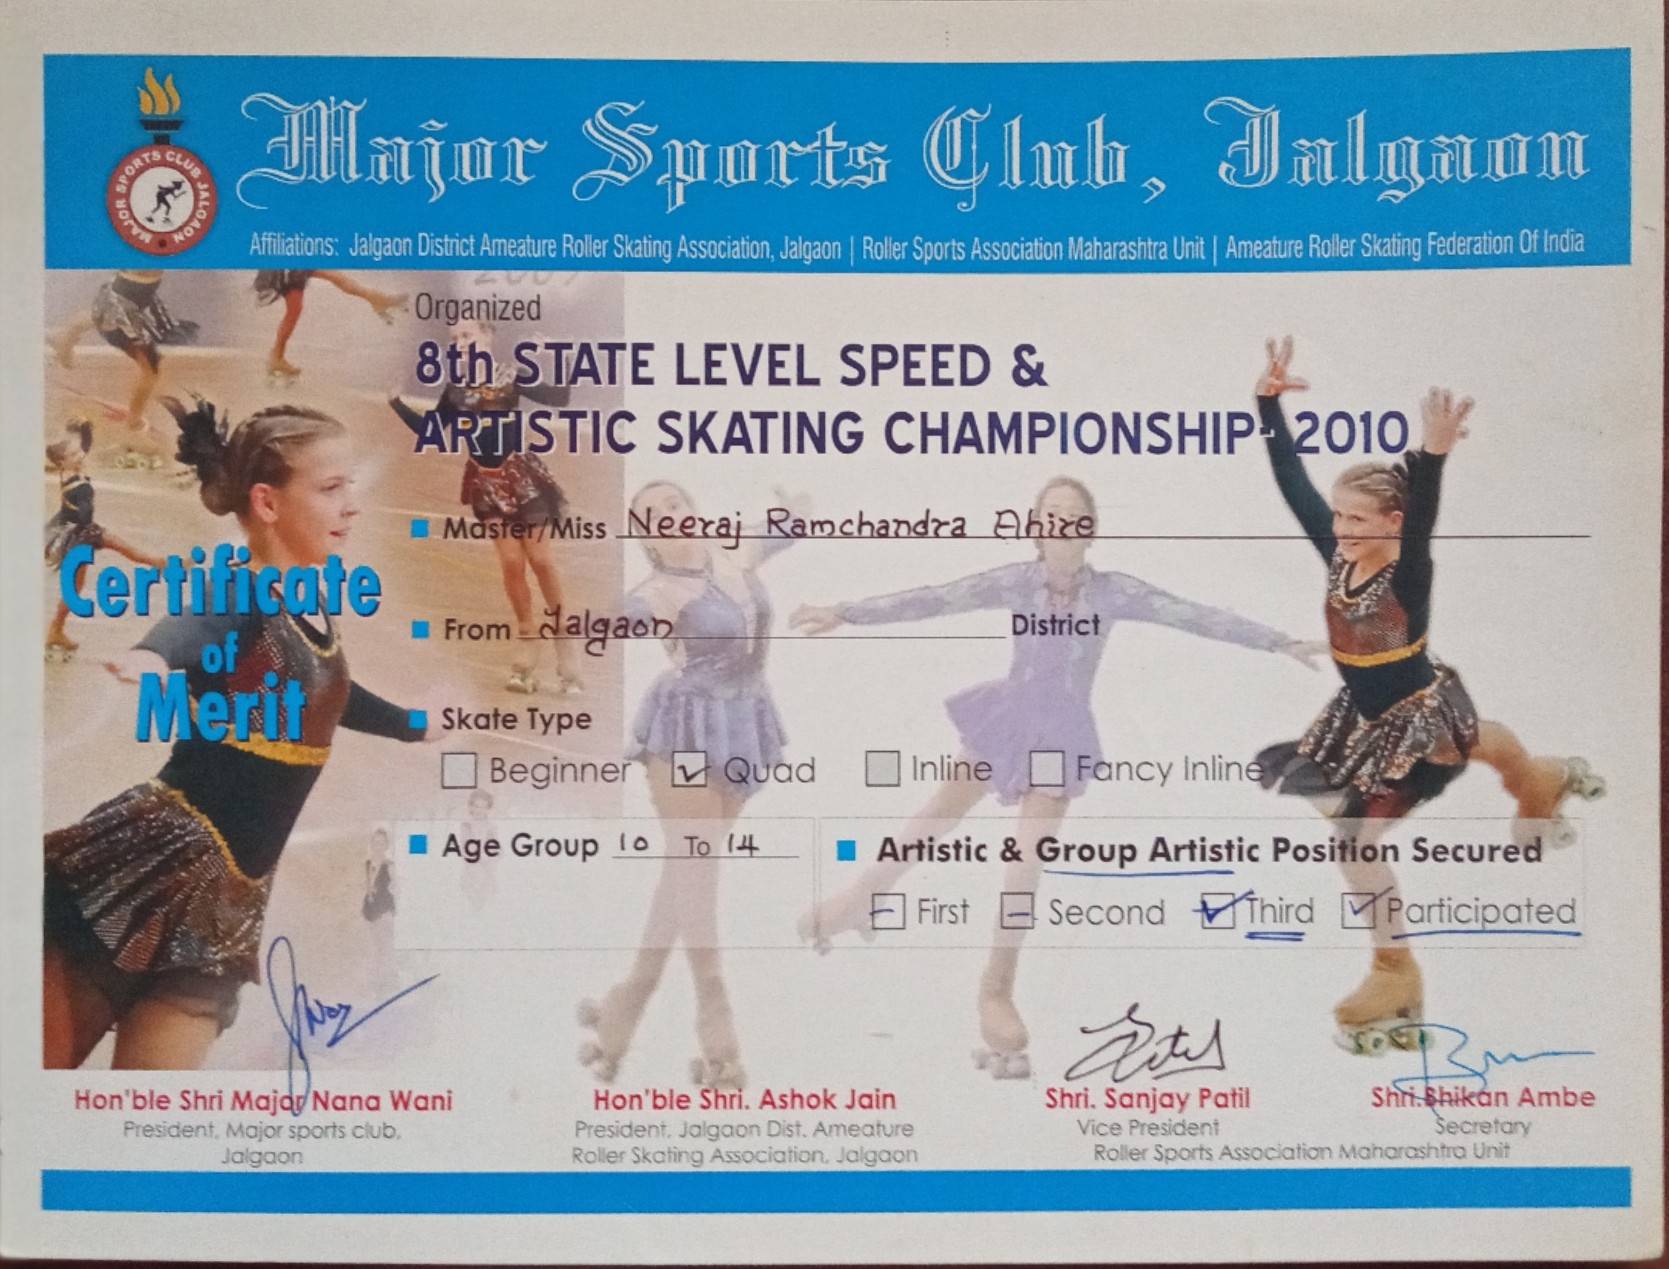 Major Sports Club, Jalgaon
MAJOR SPORTS CLUB JALGAON
Affiliations: Jalgaon District Ameature Roller Skating Association, Jalgaon | Roller Sports Association Maharashtra Unit | Ameature Roller Skating Federation Of India
Organized
8th STATE LEVEL SPEED &
ARTISTIC SKATING CHAMPIONSHIP- 2010
Certificate
of
Merit
Master/Miss Neeraj Ramchandra Ahire
From Jalgaon District
Skate Type
Beginner Quad Inline Fancy Inline
Age Group 10 To 14
Artistic & Group Artistic Position Secured
First Second Third Participated
Hon'ble Shri Major Nana Wani
President, Major sports club,
Jalgaon
Hon'ble Shri. Ashok Jain
President, Jalgaon Dist. Ameature
Roller Skating Association, Jalgaon
Shri. Sanjay Patil
Vice President
Shri.Bhikan Ambe
Secretary
Roller Sports Association Maharashtra Unit